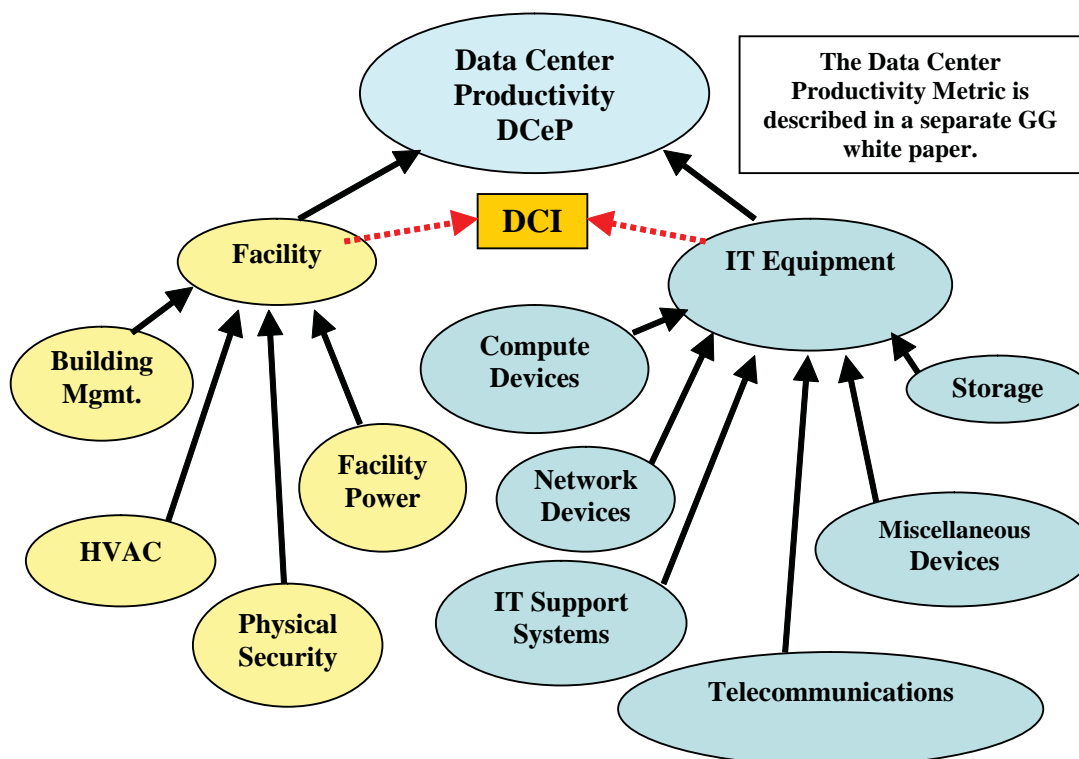 Data Center
Productivity
DCeP
The Data Center
Productivity Metric is
described in a separate GG
white paper.
DCI
Facility
IT Equipment
Building
Mgmt.
Compute
Devices
Storage
Facility
Power
Network
Devices
Miscellaneous
Devices
HVAC
IT Support
Systems
Physical
Security
Telecommunications